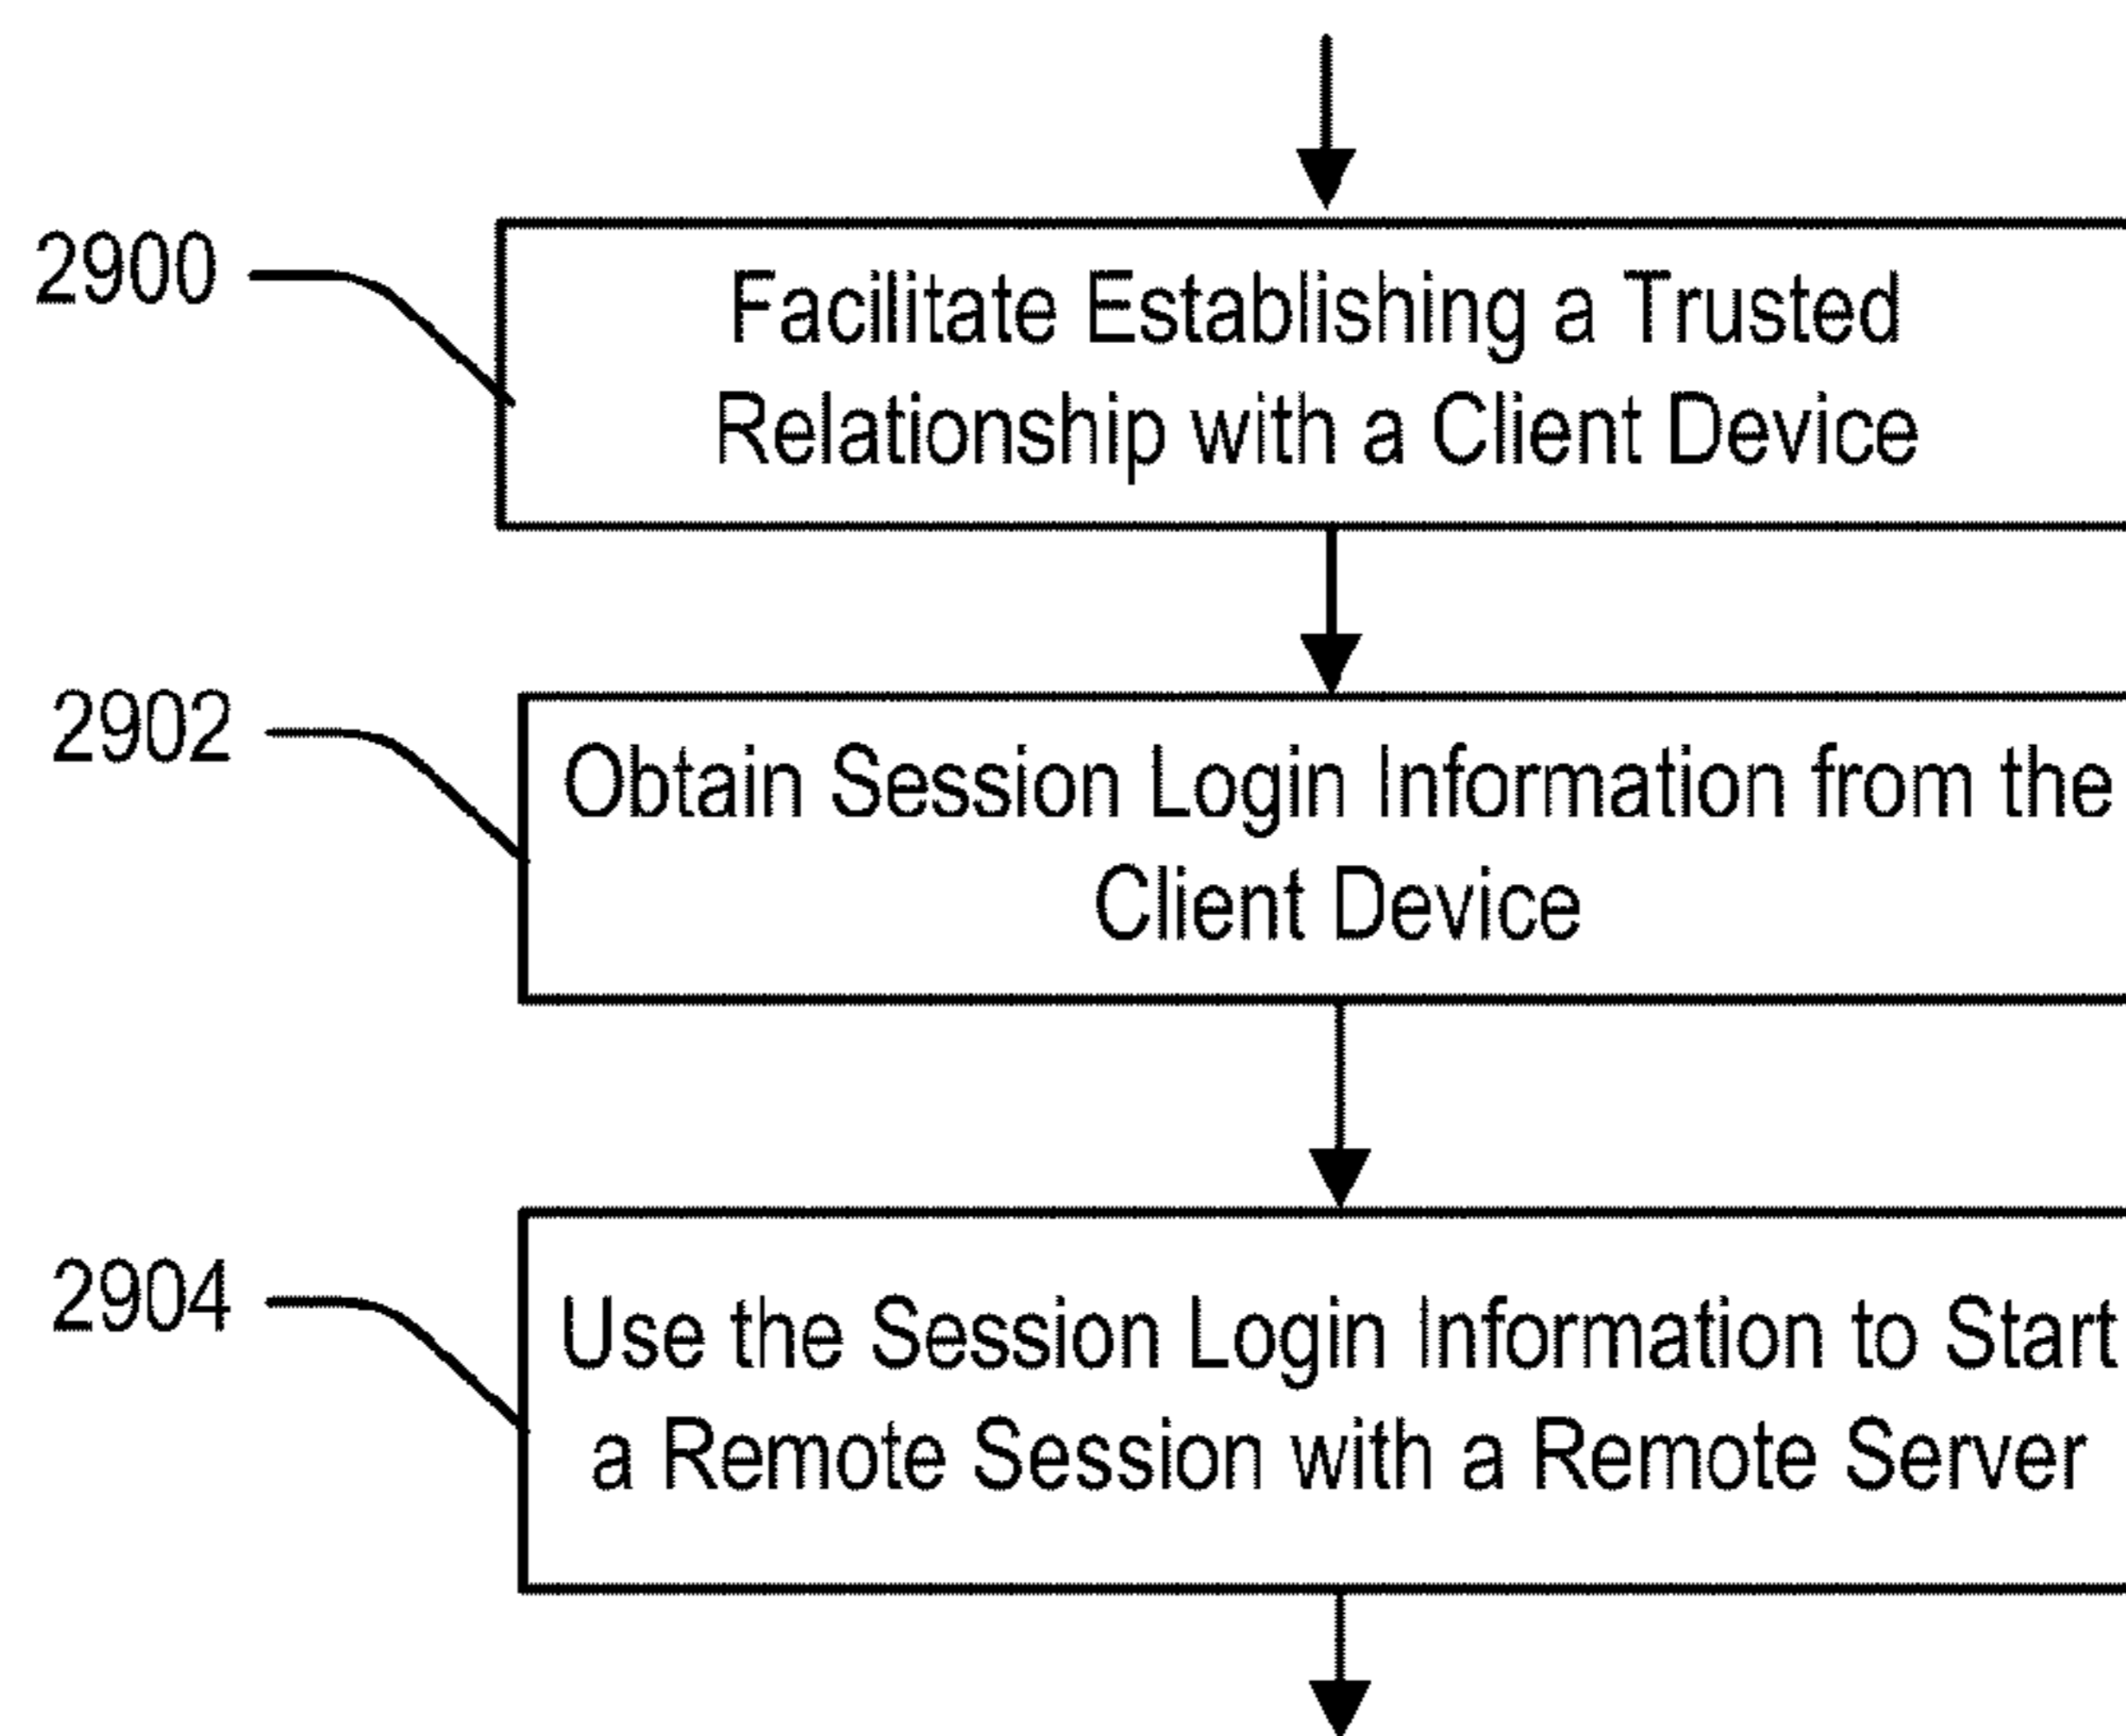 2900
Facilitate Establishing a Trusted
Relationship with a Client Device
2902
Obtain Session Login Information from the
Client Device
2904
Use the Session Login Information to Start
a Remote Session with a Remote Server